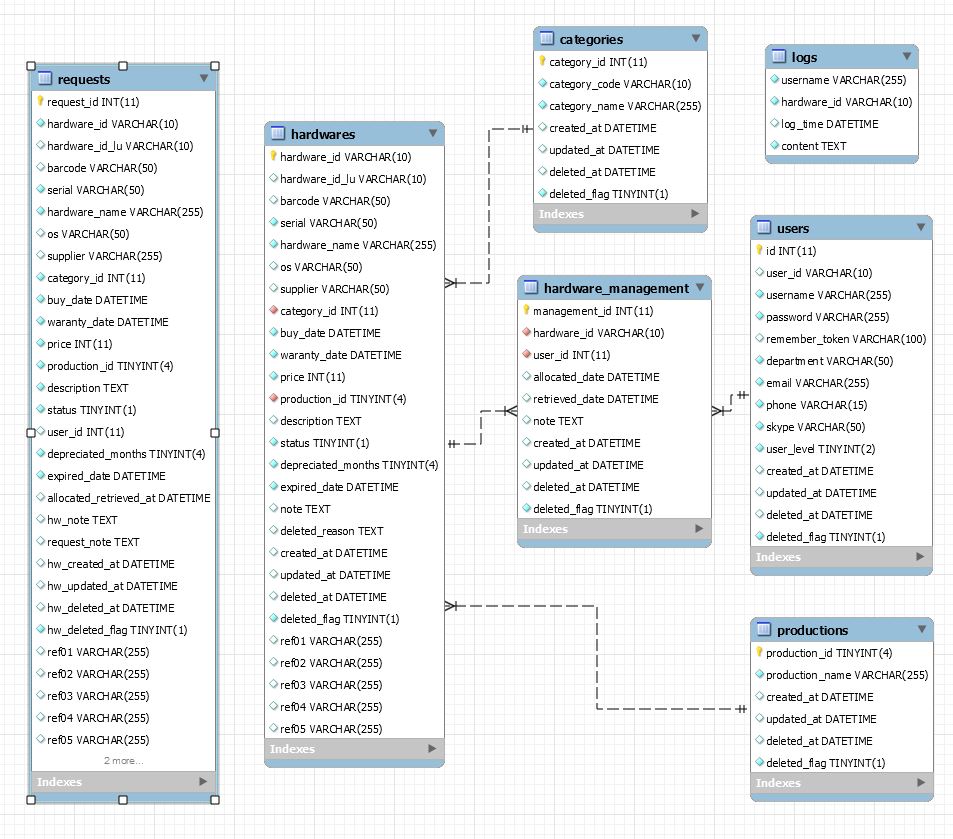 requests
request_id INT(11)
hardware_id VARCHAR(10)
hardware_id_lu VARCHAR(10)
barcode VARCHAR(50)
serial VARCHAR(50)
hardware_name VARCHAR(255)
os VARCHAR(50)
supplier VARCHAR(255)
category_id INT(11)
buy_date DATETIME
waranty_date DATETIME
price INT(11)
production_id TINYINT(4)
description TEXT
status TINYINT(1)
user_id INT(11)
depreciated_months TINYINT(4)
expired_date DATETIME
allocated_retrieved_at DATETIME
hw_note TEXT
request_note TEXT
hw_created_at DATETIME
hw_updated_at DATETIME
hw_deleted_at DATETIME
hw_deleted_flag TINYINT(1)
ref01 VARCHAR(255)
ref02 VARCHAR(255)
ref03 VARCHAR(255)
ref04 VARCHAR(255)
ref05 VARCHAR(255)
2 more...
Indexes
hardwares
hardware_id VARCHAR(10)
hardware_id_lu VARCHAR(10)
barcode VARCHAR(50)
serial VARCHAR(50)
hardware_name VARCHAR(255)
os VARCHAR(50)
supplier VARCHAR(50)
category_id INT(11)
buy_date DATETIME
waranty_date DATETIME
price INT(11)
production_id TINYINT(4)
description TEXT
status TINYINT(1)
depreciated_months TINYINT(4)
expired_date DATETIME
note TEXT
deleted_reason TEXT
created_at DATETIME
updated_at DATETIME
deleted_at DATETIME
deleted_flag TINYINT(1)
ref01 VARCHAR(255)
ref02 VARCHAR(255)
ref03 VARCHAR(255)
ref04 VARCHAR(255)
ref05 VARCHAR(255)
Indexes
categories
category_id INT(11)
category_code VARCHAR(10)
category_name VARCHAR(255)
created_at DATETIME
updated_at DATETIME
deleted_at DATETIME
deleted_flag TINYINT(1)
Indexes
hardware_management
management_id INT(11)
hardware_id VARCHAR(10)
user_id INT(11)
allocated_date DATETIME
retrieved_date DATETIME
note TEXT
created_at DATETIME
updated_at DATETIME
deleted_at DATETIME
deleted_flag TINYINT(1)
Indexes
logs
username VARCHAR(255)
hardware_id VARCHAR(10)
log_time DATETIME
content TEXT
users
id INT(11)
user_id VARCHAR(10)
username VARCHAR(255)
password VARCHAR(255)
remember_token VARCHAR(100)
department VARCHAR(50)
email VARCHAR(255)
phone VARCHAR(15)
skype VARCHAR(50)
user_level TINYINT(2)
created_at DATETIME
updated_at DATETIME
deleted_at DATETIME
deleted_flag TINYINT(1)
Indexes
productions
production_id TINYINT(4)
production_name VARCHAR(255)
created_at DATETIME
updated_at DATETIME
deleted_at DATETIME
deleted_flag TINYINT(1)
Indexes